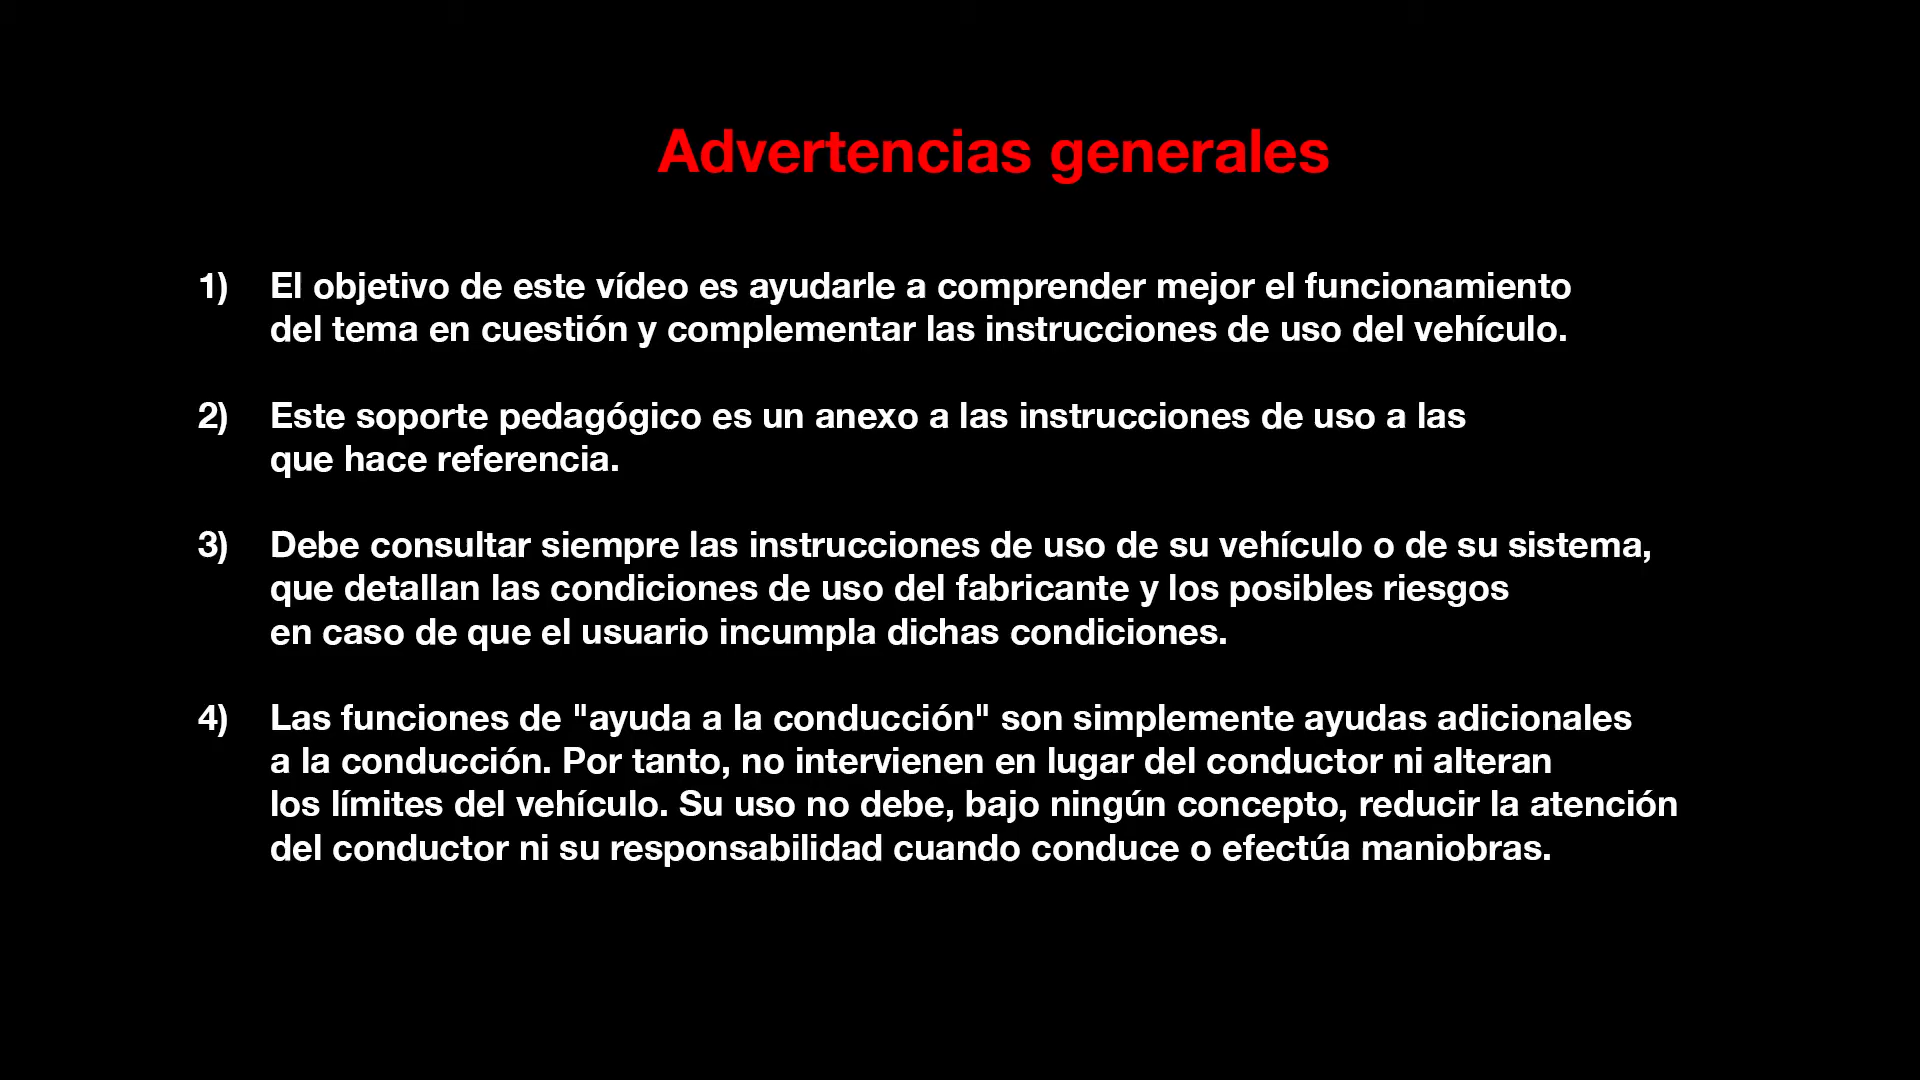 Advertencias generales
1) El objetivo de este vídeo es ayudarle a comprender mejor el funcionamiento
del tema en cuestión y complementar las instrucciones de uso del vehículo.
2) Este soporte pedagógico es un anexo a las instrucciones de uso a las
que hace referencia.
3) Debe consultar siempre las instrucciones de uso de su vehículo o de su sistema,
que detallan las condiciones de uso del fabricante y los posibles riesgos
en caso de que el usuario incumpla dichas condiciones.
4) Las funciones de "ayuda a la conducción" son simplemente ayudas adicionales
a la conducción. Por tanto, no intervienen en lugar del conductor ni alteran
los límites del vehículo. Su uso no debe, bajo ningún concepto, reducir la atención
del conductor ni su responsabilidad cuando conduce o efectúa maniobras.